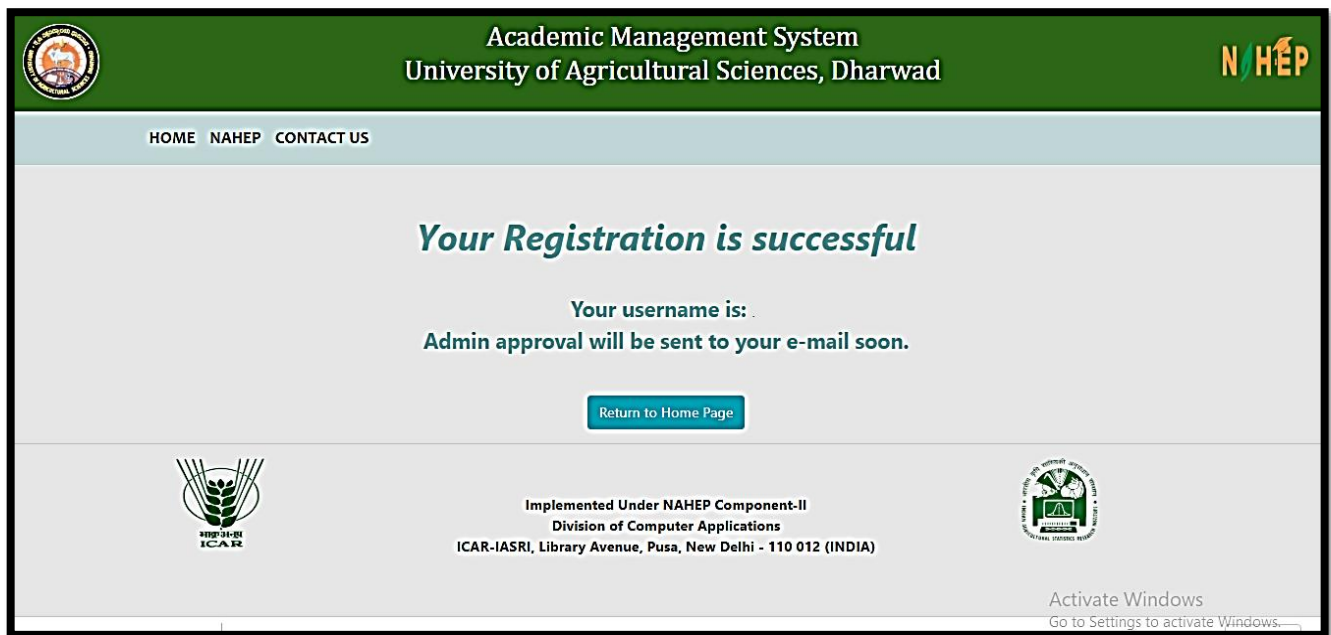 Academic Management System
University of Agricultural Sciences, Dharwad
NAHEP
HOME NAHEP CONTACT US
Your Registration is successful
Your username is: .
Admin approval will be sent to your e-mail soon.
Return to Home Page
भाकृअनुप
ICAR
Implemented Under NAHEP Component-II
Division of Computer Applications
ICAR-IASRI, Library Avenue, Pusa, New Delhi - 110 012 (INDIA)
Activate Windows
Go to Settings to activate Windows.